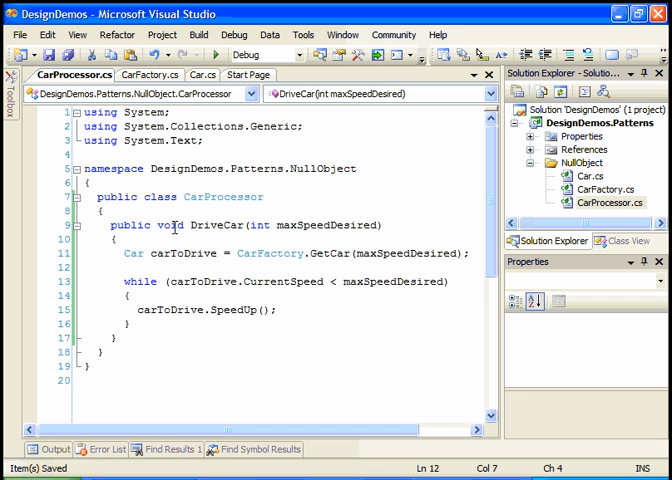 DesignDemos - Microsoft Visual Studio
File Edit View Refactor Project Build Debug Data Tools Window Community Help
Debug
CarProcessor.cs CarFactory.cs Car.cs Start Page
DesignDemos.Patterns.NullObject.CarProcessor DriveCar(int maxSpeedDesired)
Toolbox
1 using System;
2 using System.Collections.Generic;
3 using System.Text;
4
5 namespace DesignDemos.Patterns.NullObject
6 {
7 public class CarProcessor
8 {
9 public void DriveCar(int maxSpeedDesired)
10 {
11 Car carToDrive = CarFactory.GetCar(maxSpeedDesired);
12
13 while (carToDrive.CurrentSpeed < maxSpeedDesired)
14 {
15 carToDrive.SpeedUp();
16 }
17 }
18 }
19 }
20
Solution Explorer - Solutio...
Solution 'DesignDemos' (1 project)
DesignDemos.Patterns
Properties
References
NullObject
Car.cs
CarFactory.cs
CarProcessor.cs
Solution Explorer Class View
Properties
Output Error List Find Results 1 Find Symbol Results
Item(s) Saved Ln 12 Col 7 Ch 4 INS